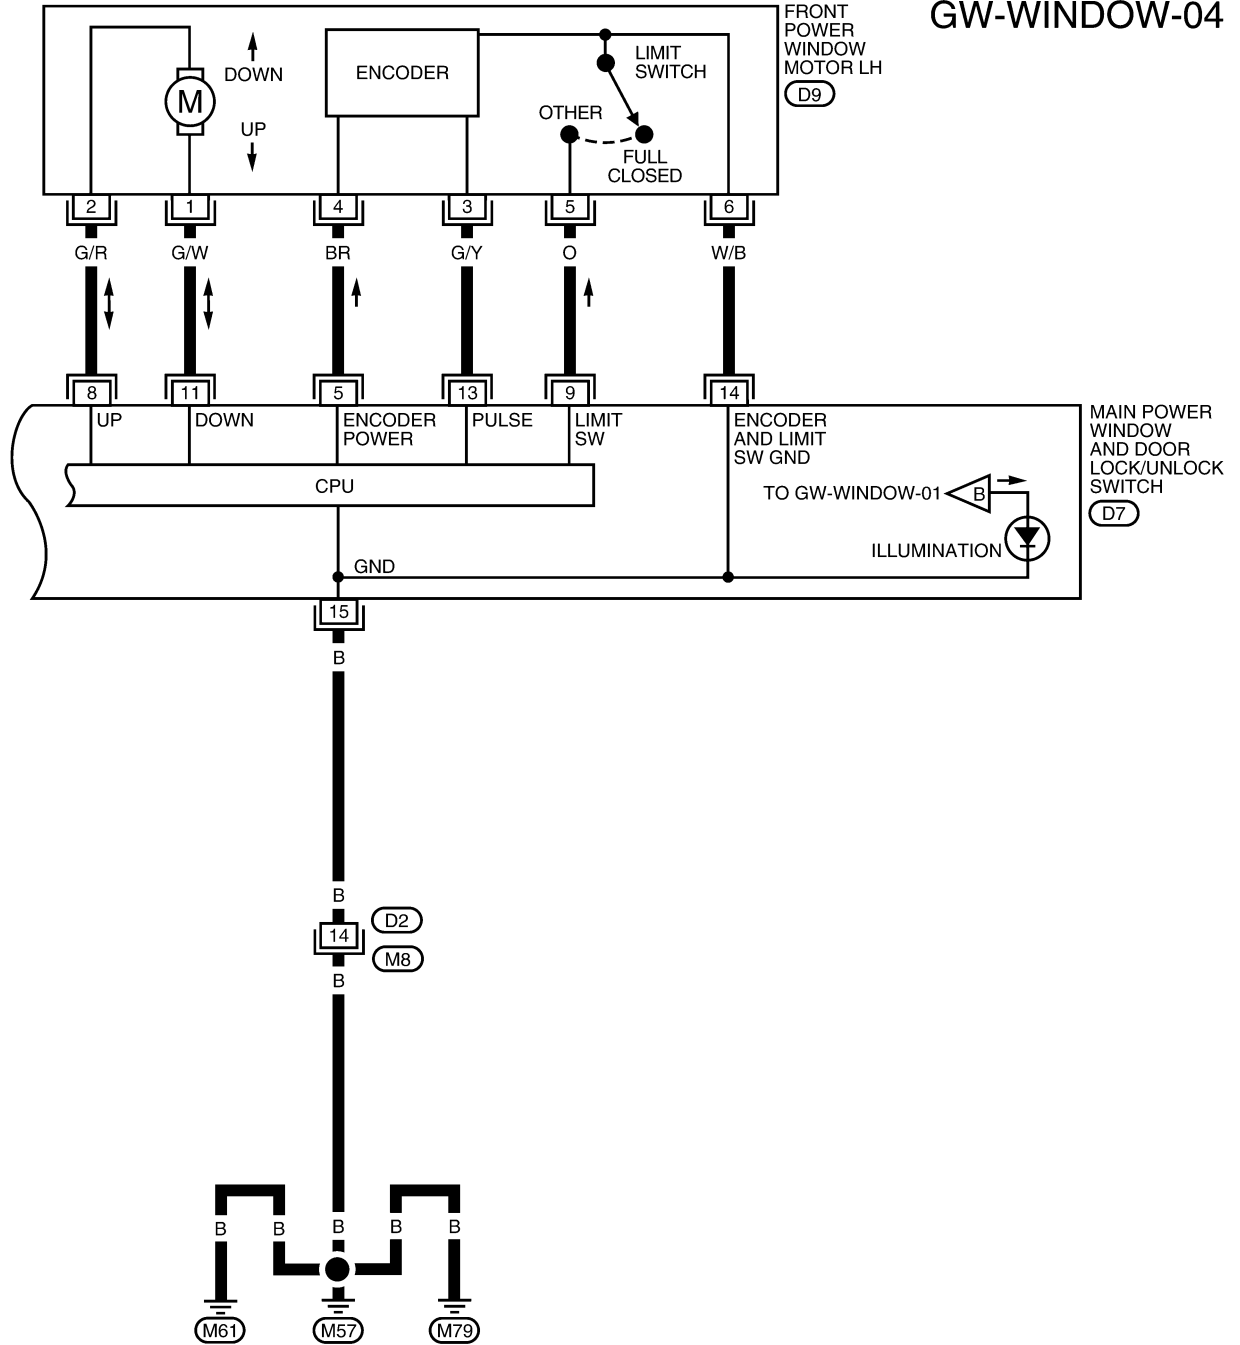 GW-WINDOW-04
FRONT
POWER
WINDOW
MOTOR LH
D9
M
DOWN
UP
ENCODER
LIMIT
SWITCH
OTHER
FULL
CLOSED
2 1 4 3 5 6
G/R G/W BR G/Y O W/B
8 11 5 13 9 14
UP
DOWN
ENCODER
POWER
PULSE
LIMIT
SW
ENCODER
AND LIMIT
SW GND
MAIN POWER
WINDOW
AND DOOR
LOCK/UNLOCK
SWITCH
D7
CPU
TO GW-WINDOW-01
B
ILLUMINATION
GND
15
B
B
D2
14
M8
B
B B B B B
M61 M57 M79